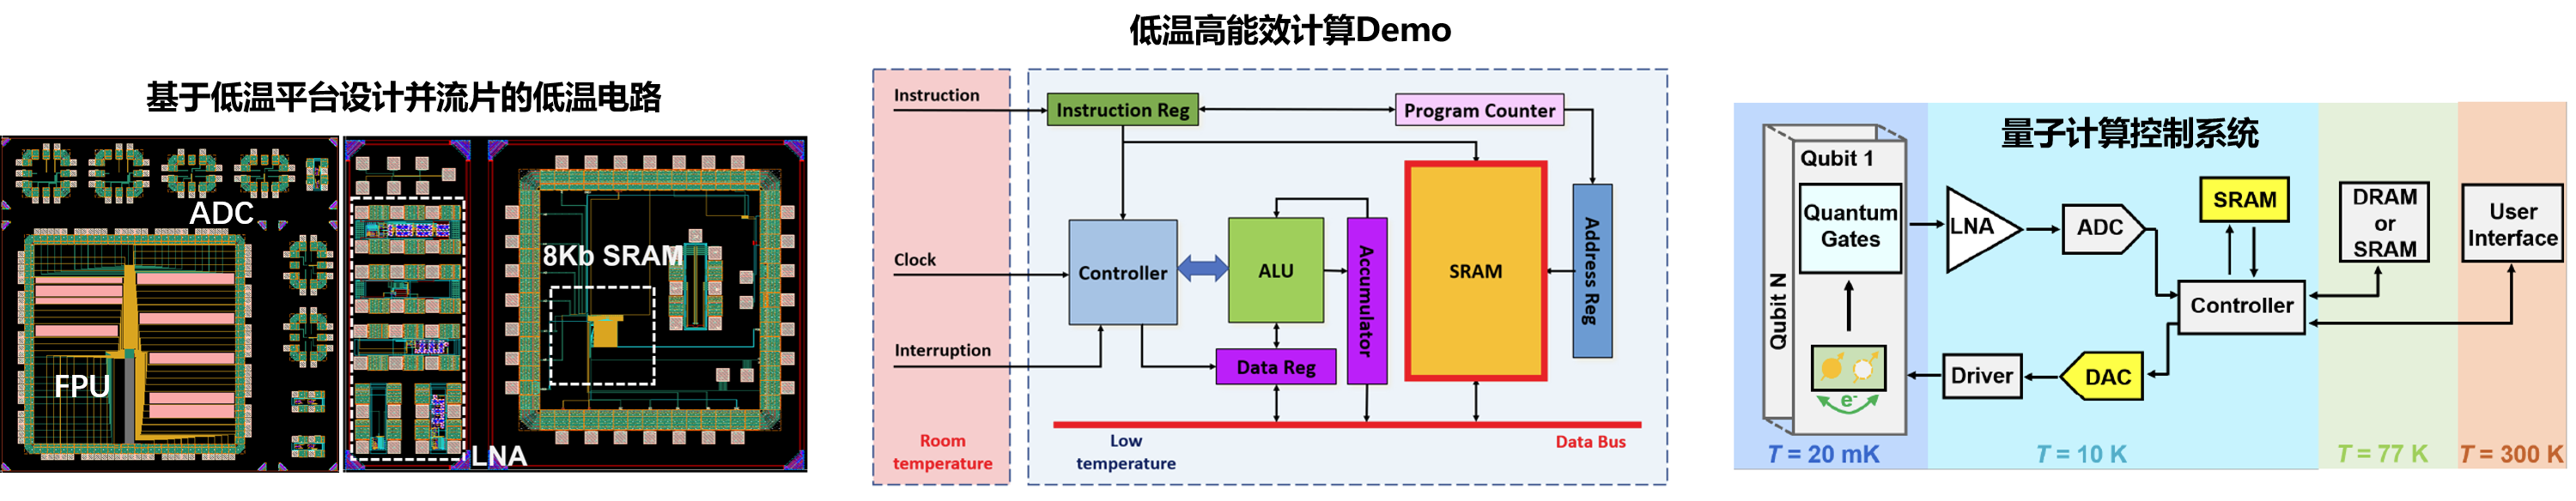 基于低温平台设计并流片的低温电路
ADC
FPU
LNA
8Kb SRAM
低温高能效计算Demo
Instruction
Clock
Interruption
Room
temperature
Instruction Reg
Program Counter
Controller
ALU
Accumulator
SRAM
Address Reg
Data Reg
Low
temperature
Data Bus
量子计算控制系统
Qubit 1
Qubit N
Quantum
Gates
e-
LNA
ADC
SRAM
Controller
DAC
Driver
DRAM
or
SRAM
User
Interface
T = 20 mK
T = 10 K
T = 77 K
T = 300 K